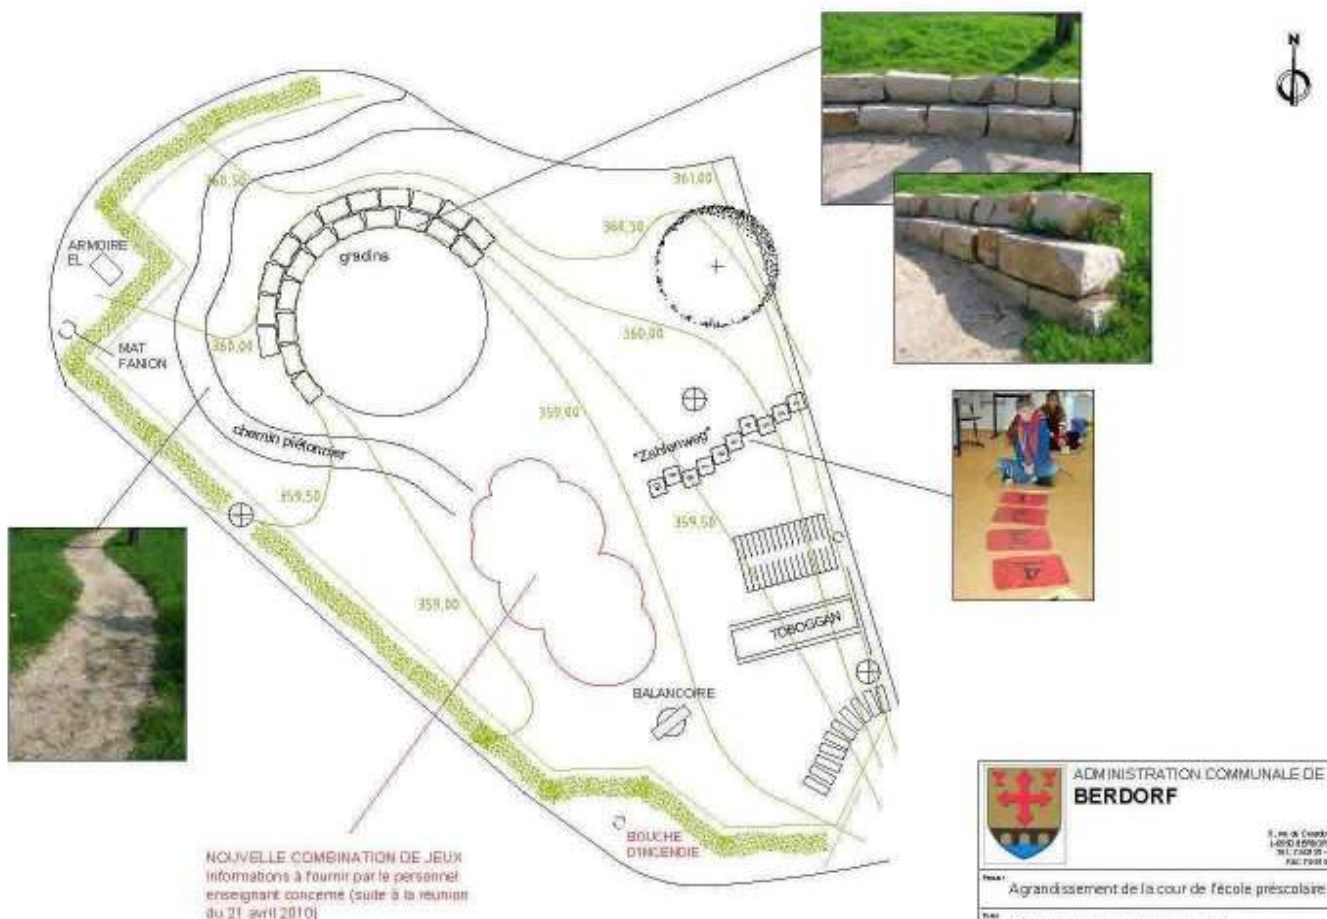 N
361,00
360,50
360,50
ARMOIRE
EL
gradins
MAT
FANION
360,00
360,00
359,00
chemin piétonnier
"Zahlenweg"
359,50
359,50
359,00
TOBOGGAN
BALANCOIRE
BOUCHE
D'INCENDIE
NOUVELLE COMBINATION DE JEUX
Informations à fournir par le personnel
enseignant concerné (suite à la réunion
du 21 avril 2010)
ADMINISTRATION COMMUNALE DE
BERDORF
Agrandissement de la cour de l'école préscolaire